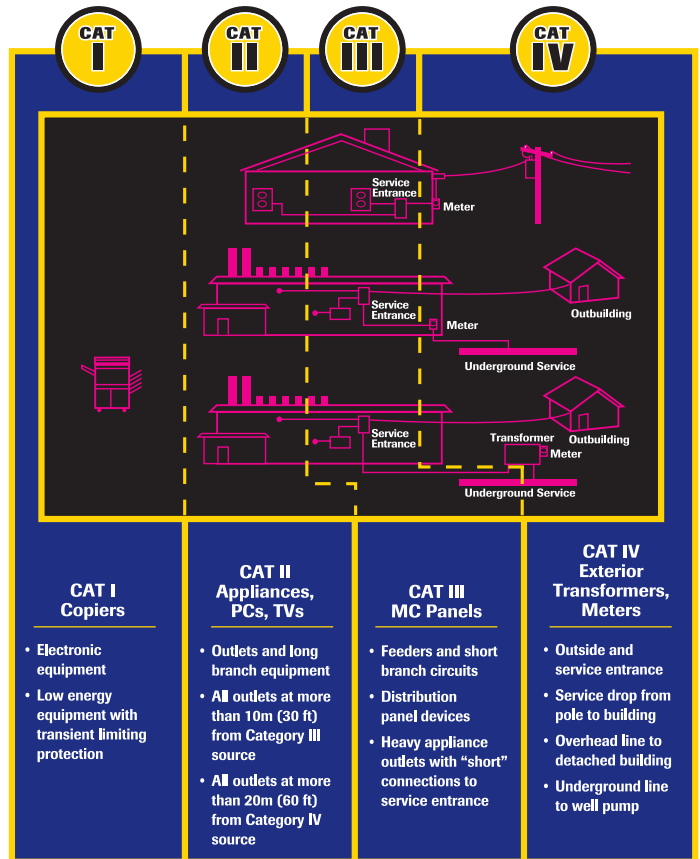 CAT
I
CAT
II
CAT
III
CAT
IV
Service
Entrance
Meter
Service
Entrance
Meter
Outbuilding
Underground Service
Service
Entrance
Transformer
Meter
Outbuilding
Underground Service
CAT I
Copiers
• Electronic
equipment
• Low energy
equipment with
transient limiting
protection
CAT II
Appliances,
PCs, TVs
• Outlets and long
branch equipment
• All outlets at more
than 10m (30 ft)
from Category III
source
• All outlets at more
than 20m (60 ft)
from Category IV
source
CAT III
MC Panels
• Feeders and short
branch circuits
• Distribution
panel devices
• Heavy appliance
outlets with “short”
connections to
service entrance
CAT IV
Exterior
Transformers,
Meters
• Outside and
service entrance
• Service drop from
pole to building
• Overhead line to
detached building
• Underground line
to well pump